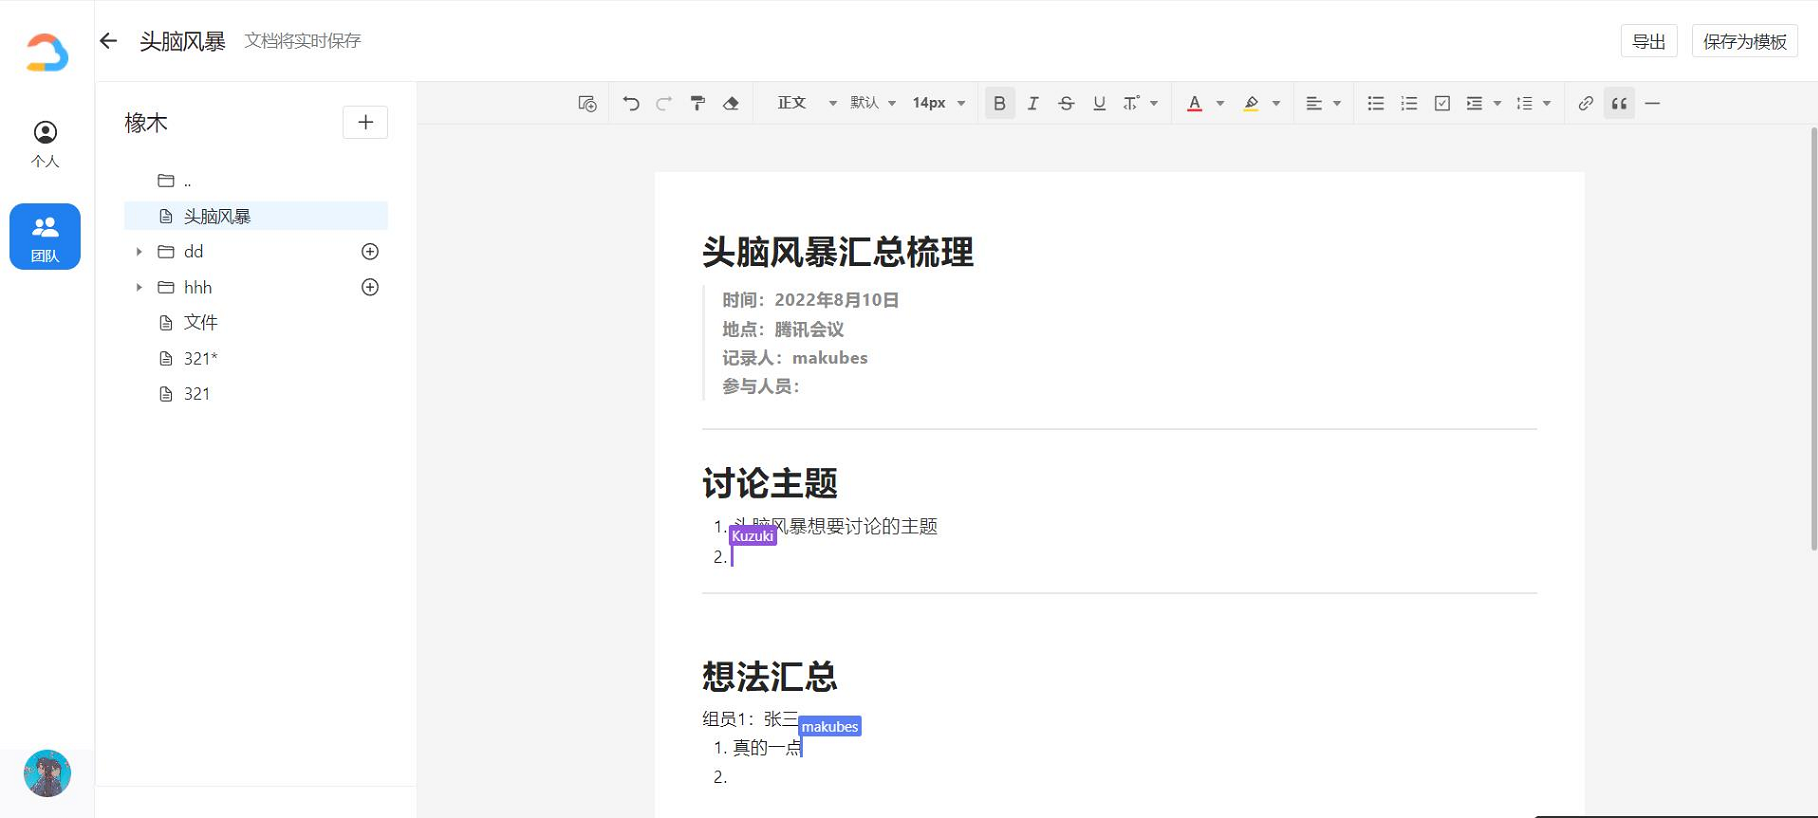 头脑风暴 文档将实时保存
导出 保存为模板
个人
团队
橡木
..
头脑风暴
dd
hhh
文件
321*
321
正文 默认 14px
头脑风暴汇总梳理
时间：2022年8月10日
地点：腾讯会议
记录人：makubes
参与人员：
讨论主题
1. 头脑风暴想要讨论的主题
Kuzuki
2.
想法汇总
组员1：张三
makubes
1. 真的一点
2.